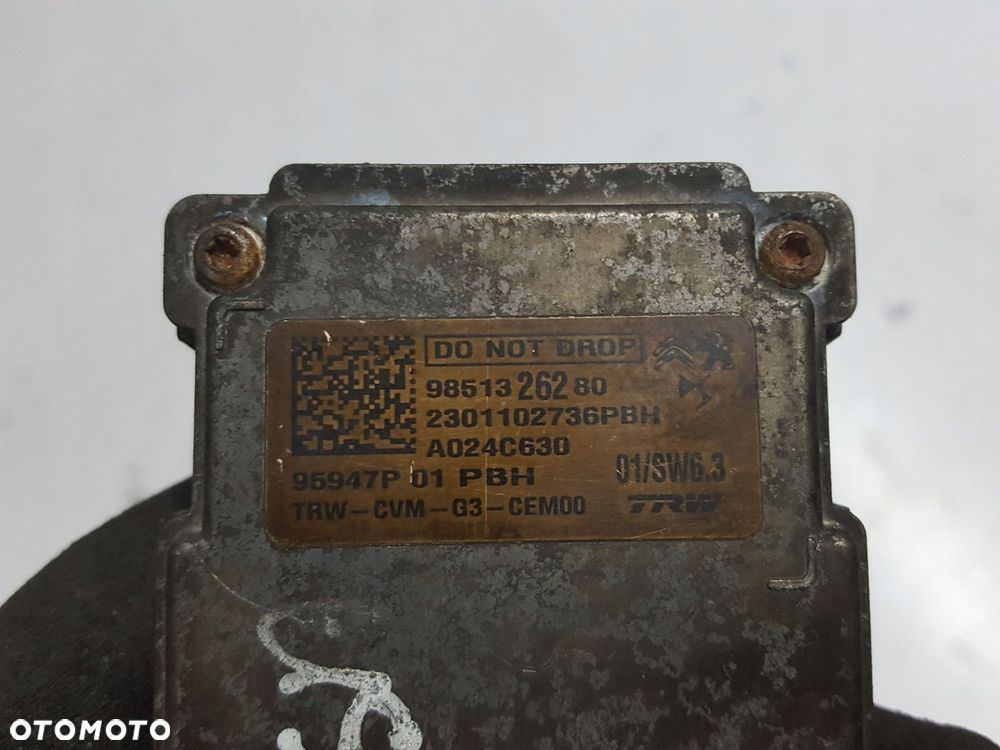 DO NOT DROP
98513 262 80
2301102736PBH
A024C630
95947P 01 PBH
01/SW6.3
TRW-CVM-G3-CEM00
TRW
OTOMOTO